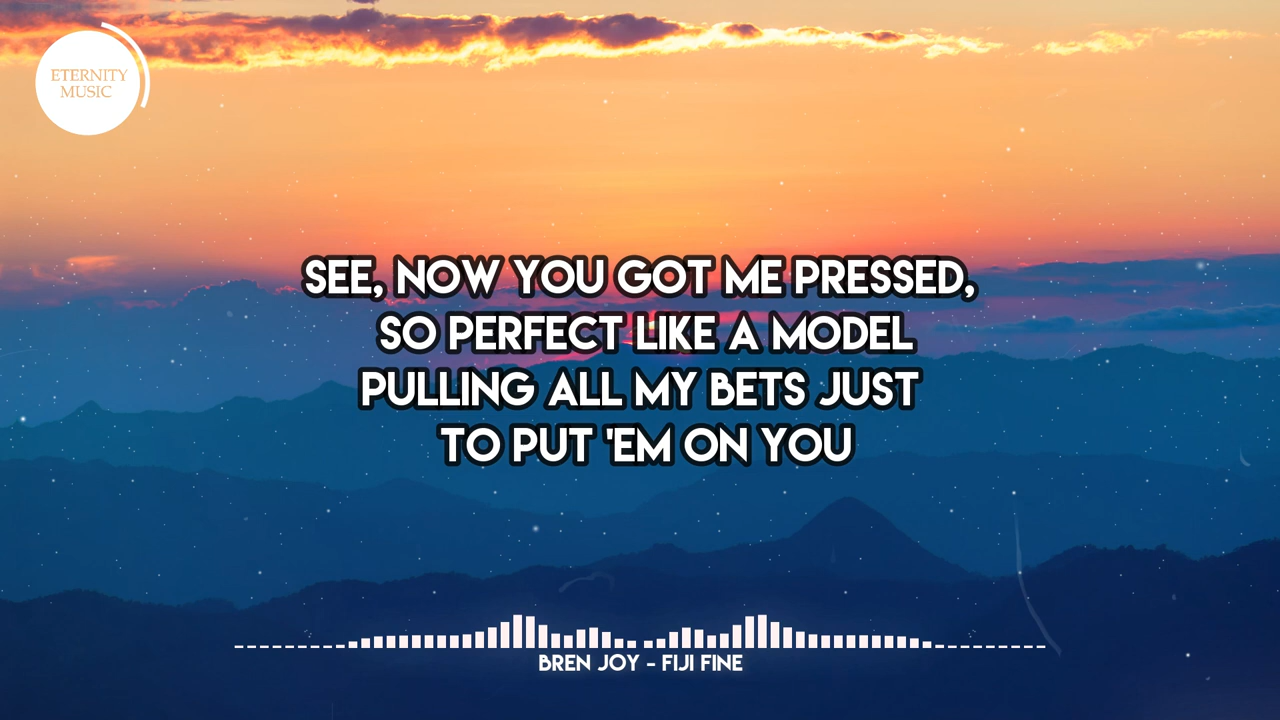 ETERNITY
MUSIC
SEE, NOW YOU GOT ME PRESSED,
SO PERFECT LIKE A MODEL
PULLING ALL MY BETS JUST
TO PUT 'EM ON YOU
BREN JOY - FIJI FINE